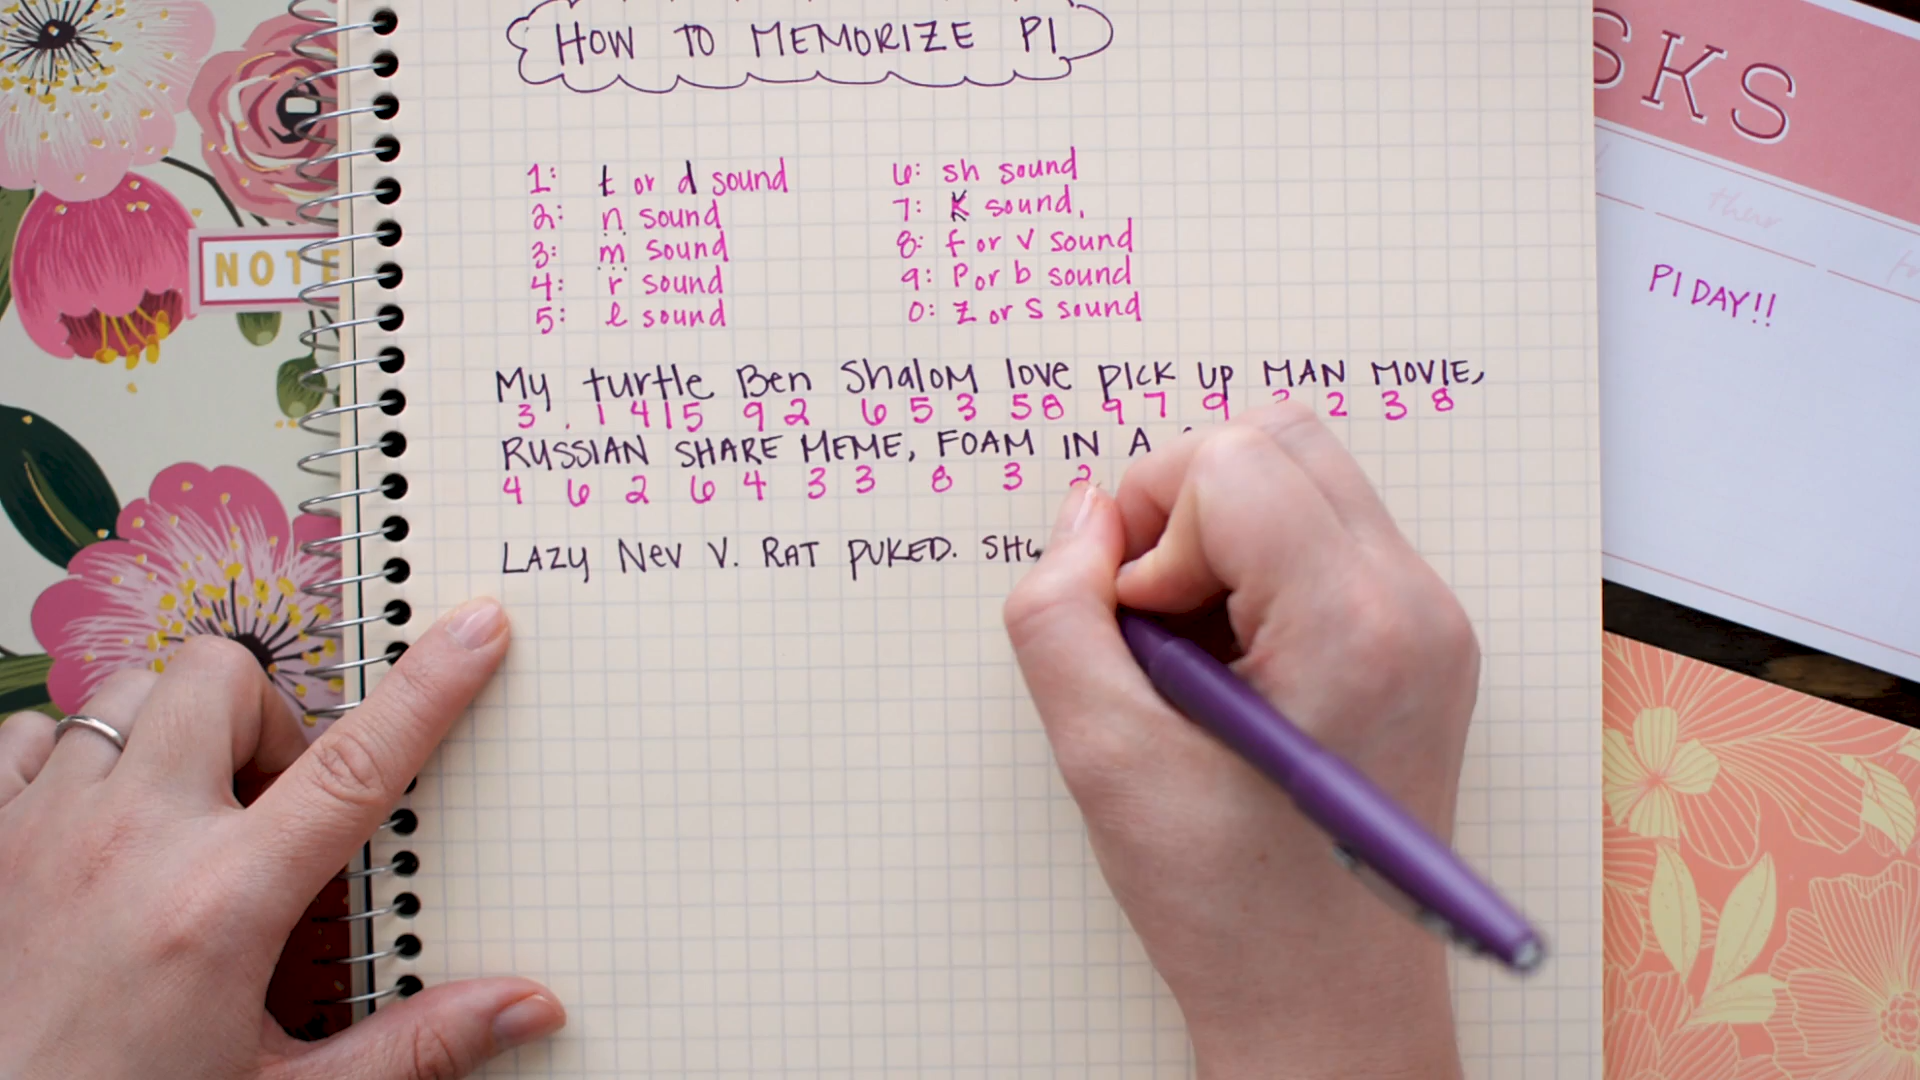 HOW TO MEMORIZE PI
1: t or d sound
2: n sound
3: m sound
4: r sound
5: l sound
6: sh sound
7: K sound,
8: f or v sound
9: P or b sound
0: Z or S sound
My turtle Ben Shalom love pick up MAN MOVIE,
3 . 1 4 1 5 9 2 6 5 3 5 8 9 7 9 2 3 8
RUSSIAN SHARE MEME, FOAM IN A
4 6 2 6 4 3 3 8 3 2
LAZY NEV V. RAT PUKED.
NOTE
SKS
thur
PI DAY!!